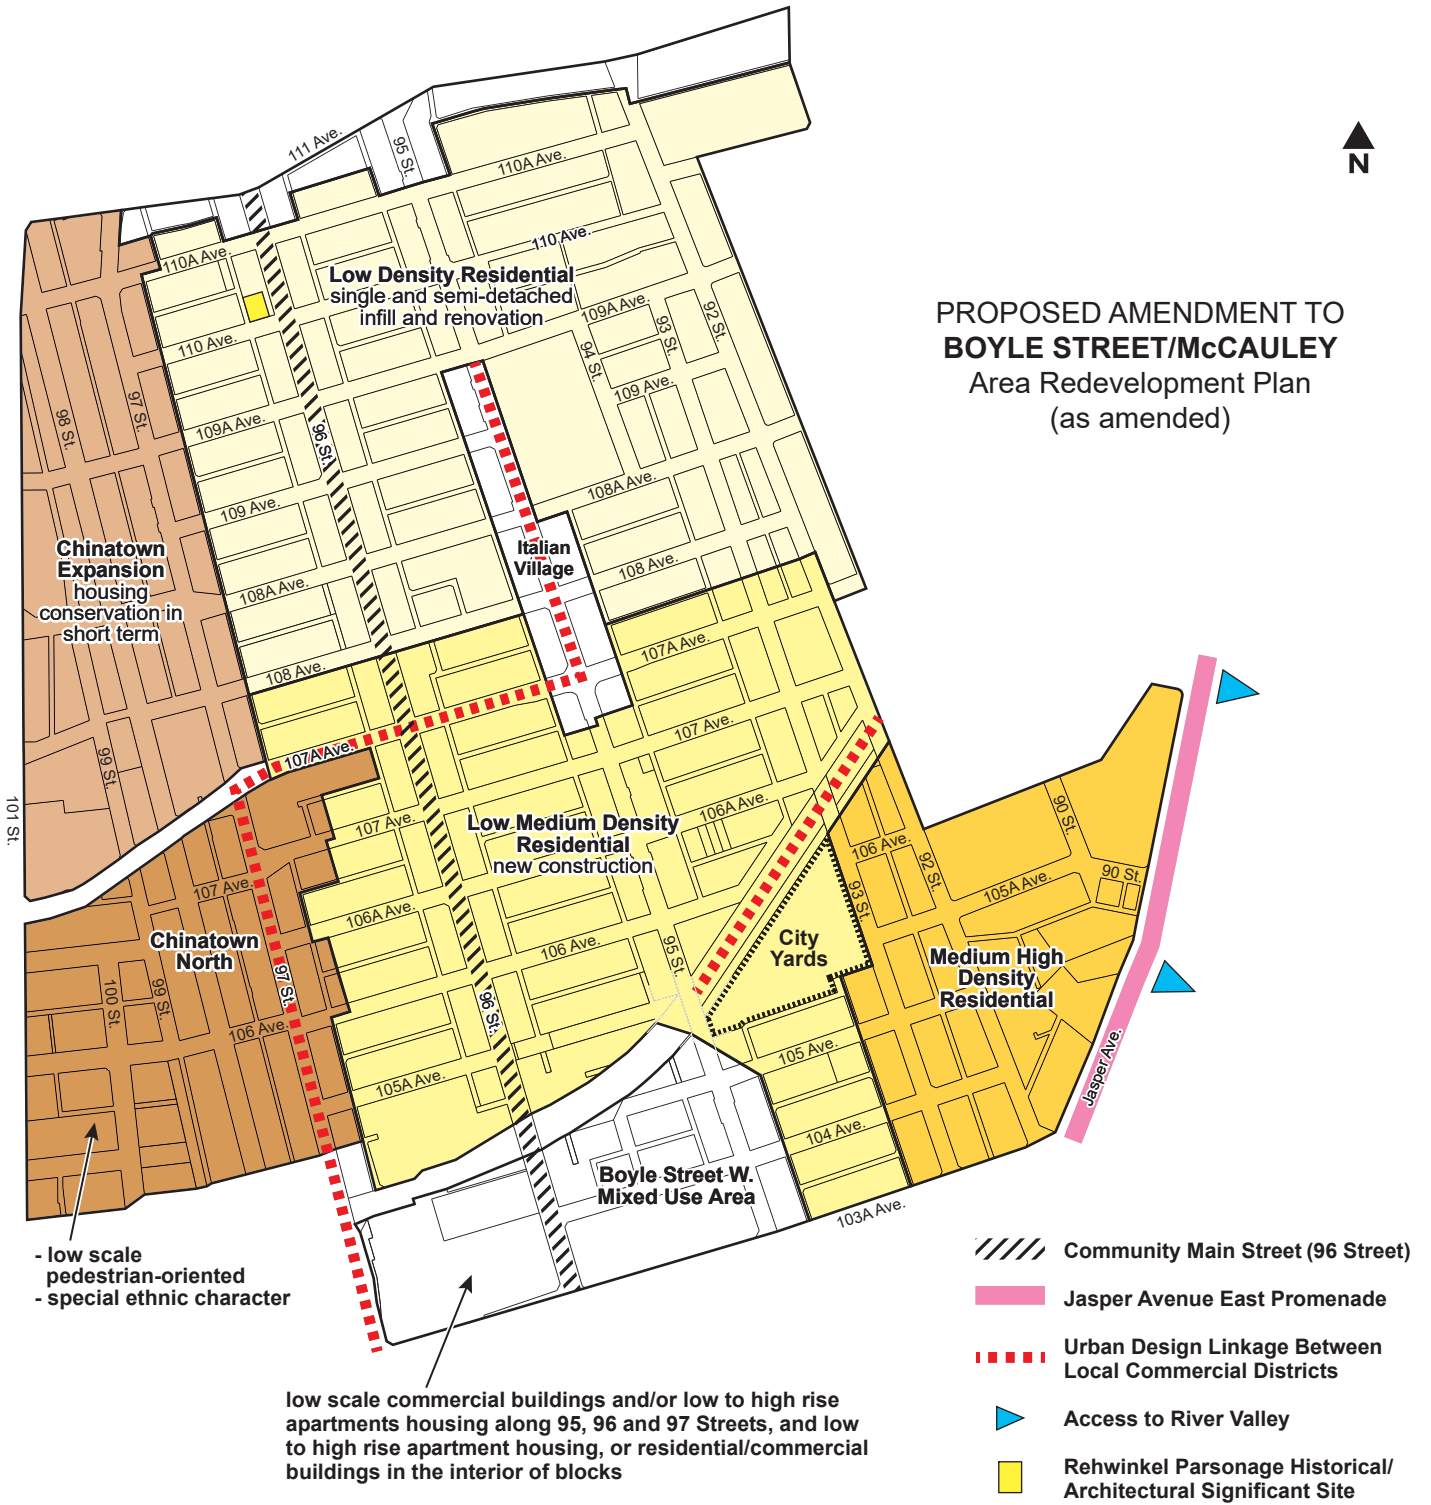 111 Ave.
95 St.
110A Ave.
N
110 Ave.
110A Ave.
Low Density Residential
single and semi-detached
infill and renovation
109A Ave.
93 St.
92 St.
94 St.
PROPOSED AMENDMENT TO
BOYLE STREET/McCAULEY
Area Redevelopment Plan
(as amended)
110 Ave.
109 Ave.
98 St.
97 St.
109A Ave.
96 St.
108A Ave.
109 Ave.
Chinatown
Expansion
housing
conservation in
short term
Italian
Village
108 Ave.
108A Ave.
107A Ave.
108 Ave.
107 Ave.
99 St.
107A Ave.
101 St.
106A Ave.
107 Ave.
Low Medium Density
Residential
new construction
90 St.
106 Ave.
92 St.
90 St.
105A Ave.
93 St.
107 Ave.
106A Ave.
Chinatown
North
106 Ave.
95 St.
City
Yards
Medium High
Density
Residential
97 St.
96 St.
100 St.
99 St.
106 Ave.
105 Ave.
Jasper Ave.
105A Ave.
104 Ave.
Boyle Street W.
Mixed Use Area
103A Ave.
- low scale
pedestrian-oriented
- special ethnic character
low scale commercial buildings and/or low to high rise
apartments housing along 95, 96 and 97 Streets, and low
to high rise apartment housing, or residential/commercial
buildings in the interior of blocks
Community Main Street (96 Street)
Jasper Avenue East Promenade
Urban Design Linkage Between
Local Commercial Districts
Access to River Valley
Rehwinkel Parsonage Historical/
Architectural Significant Site